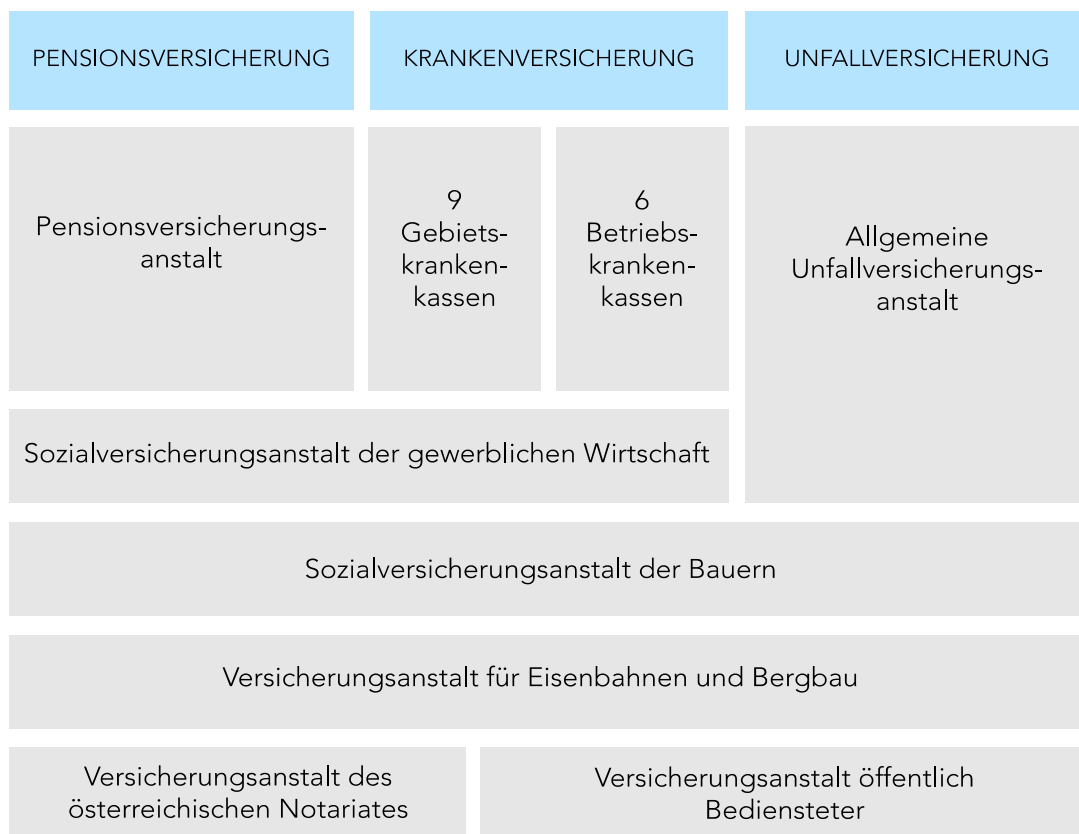 PENSIONSVERSICHERUNG
KRANKENVERSICHERUNG
UNFALLVERSICHERUNG
Pensionsversicherungs-
anstalt
9
Gebiets-
kranken-
kassen
6
Betriebs-
kranken-
kassen
Allgemeine
Unfallversicherungs-
anstalt
Sozialversicherungsanstalt der gewerblichen Wirtschaft
Sozialversicherungsanstalt der Bauern
Versicherungsanstalt für Eisenbahnen und Bergbau
Versicherungsanstalt des
österreichischen Notariates
Versicherungsanstalt öffentlich
Bediensteter